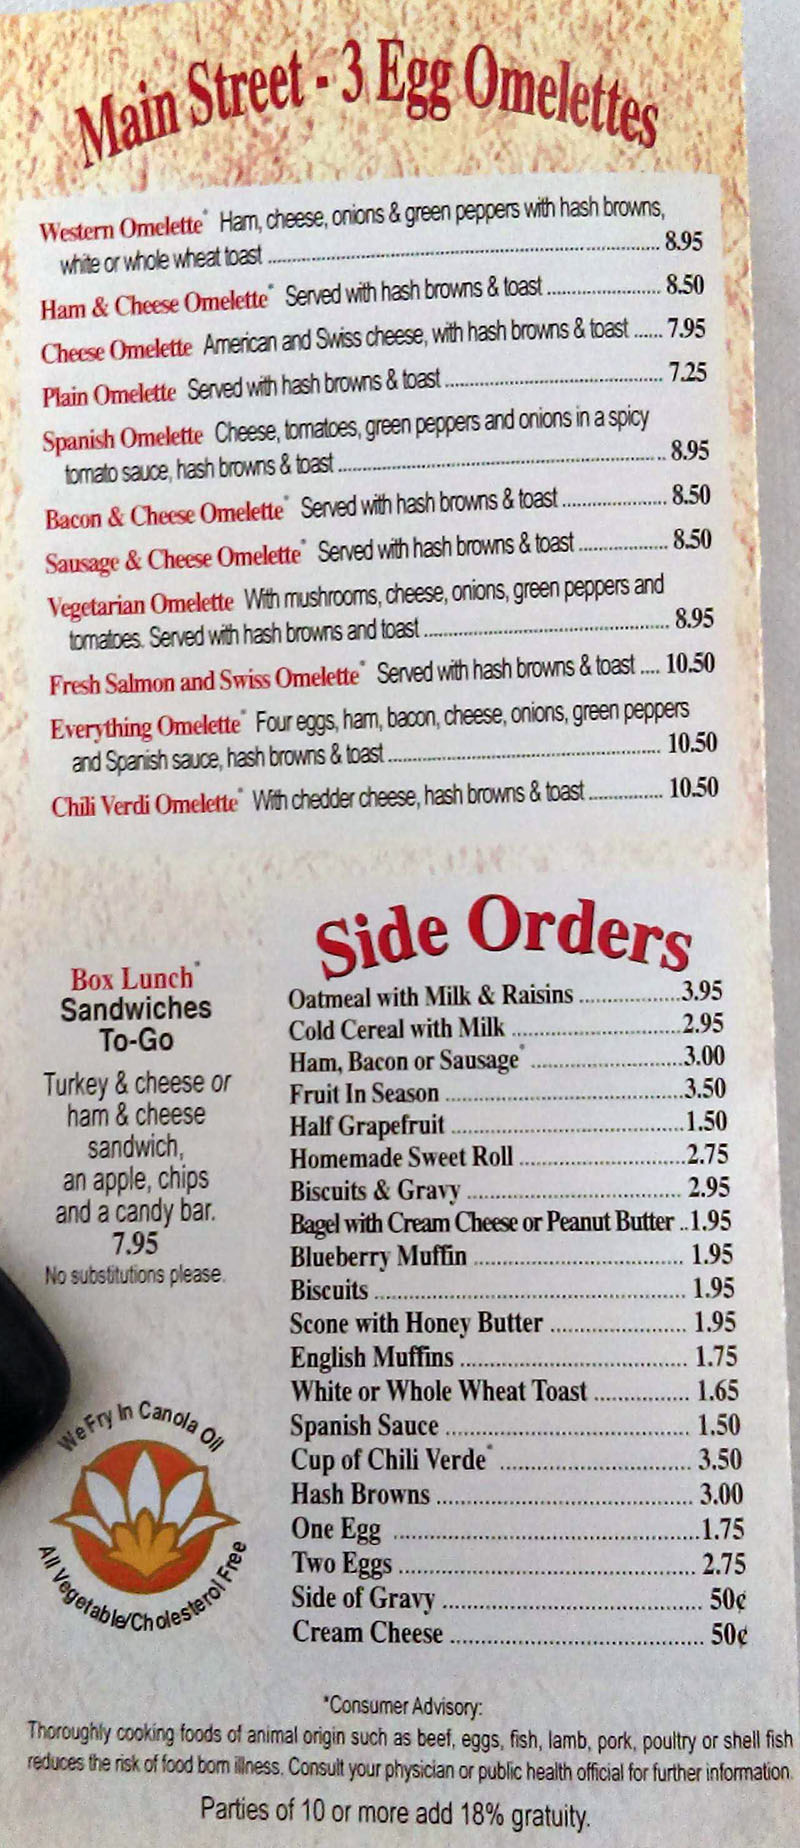 Main Street - 3 Egg Omelettes
Western Omelette* Ham, cheese, onions & green peppers with hash browns,
white or whole wheat toast ........ 8.95
Ham & Cheese Omelette* Served with hash browns & toast ........ 8.50
Cheese Omelette American and Swiss cheese, with hash browns & toast ...... 7.95
Plain Omelette Served with hash browns & toast ........ 7.25
Spanish Omelette Cheese, tomatoes, green peppers and onions in a spicy
tomato sauce, hash browns & toast ........ 8.95
Bacon & Cheese Omelette* Served with hash browns & toast ........ 8.50
Sausage & Cheese Omelette* Served with hash browns & toast ........ 8.50
Vegetarian Omelette With mushrooms, cheese, onions, green peppers and
tomatoes. Served with hash browns and toast ........ 8.95
Fresh Salmon and Swiss Omelette* Served with hash browns & toast .... 10.50
Everything Omelette* Four eggs, ham, bacon, cheese, onions, green peppers
and Spanish sauce, hash browns & toast ........ 10.50
Chili Verdi Omelette* With chedder cheese, hash browns & toast ........ 10.50
Box Lunch*
Sandwiches
To-Go
Turkey & cheese or
ham & cheese
sandwich,
an apple, chips
and a candy bar.
7.95
No substitutions please.
We Fry In Canola Oil
All Vegetable/Cholesterol Free
Side Orders
Oatmeal with Milk & Raisins ........ 3.95
Cold Cereal with Milk ........ 2.95
Ham, Bacon or Sausage* ........ 3.00
Fruit In Season ........ 3.50
Half Grapefruit ........ 1.50
Homemade Sweet Roll ........ 2.75
Biscuits & Gravy ........ 2.95
Bagel with Cream Cheese or Peanut Butter .. 1.95
Blueberry Muffin ........ 1.95
Biscuits ........ 1.95
Scone with Honey Butter ........ 1.95
English Muffins ........ 1.75
White or Whole Wheat Toast ........ 1.65
Spanish Sauce ........ 1.50
Cup of Chili Verde* ........ 3.50
Hash Browns ........ 3.00
One Egg ........ 1.75
Two Eggs ........ 2.75
Side of Gravy ........ 50¢
Cream Cheese ........ 50¢
*Consumer Advisory:
Thoroughly cooking foods of animal origin such as beef, eggs, fish, lamb, pork, poultry or shell fish
reduces the risk of food born illness. Consult your physician or public health official for further information.
Parties of 10 or more add 18% gratuity.